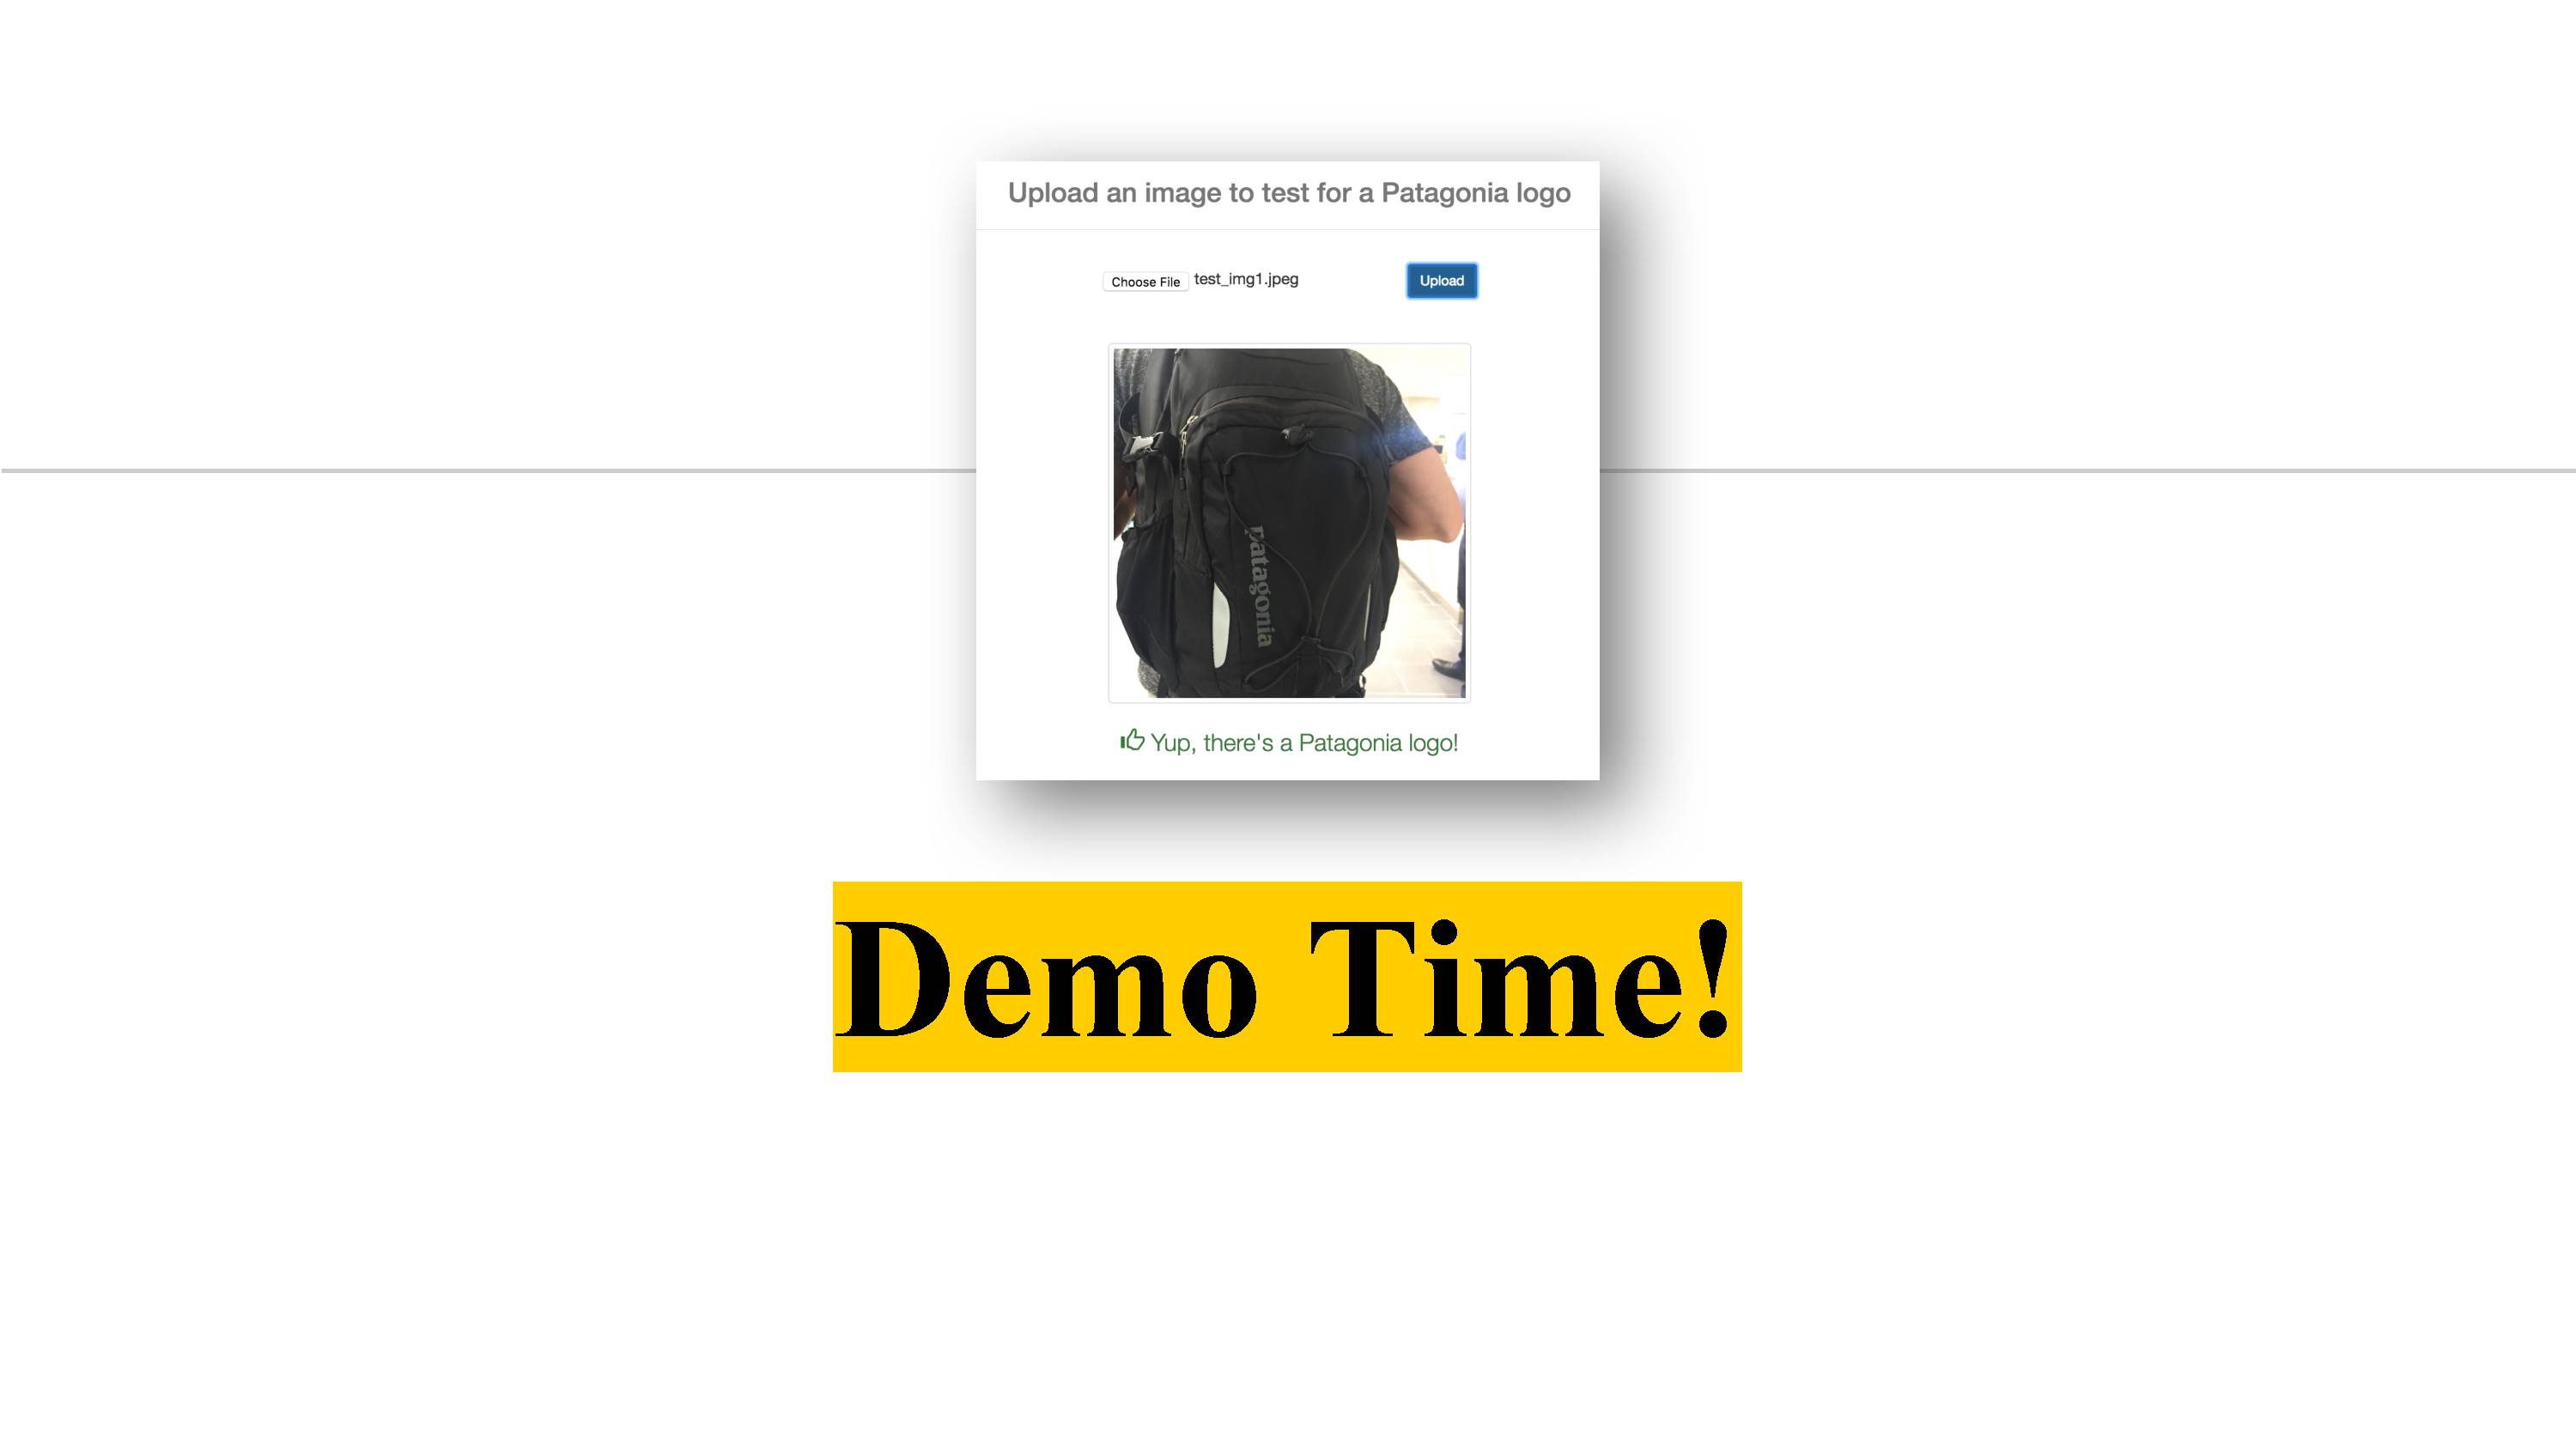 Upload an image to test for a Patagonia logo
Choose File test_img1.jpeg Upload
patagonia
Yup, there's a Patagonia logo!
Demo Time!